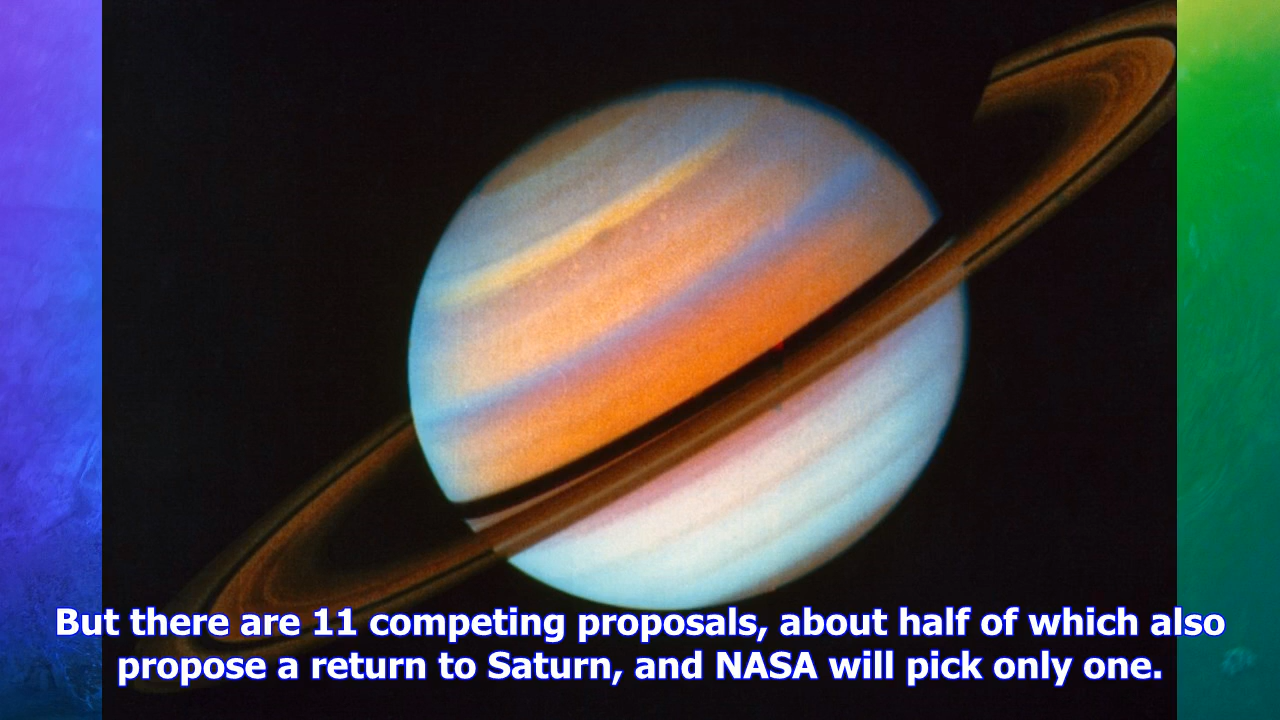 But there are 11 competing proposals, about half of which also
propose a return to Saturn, and NASA will pick only one.